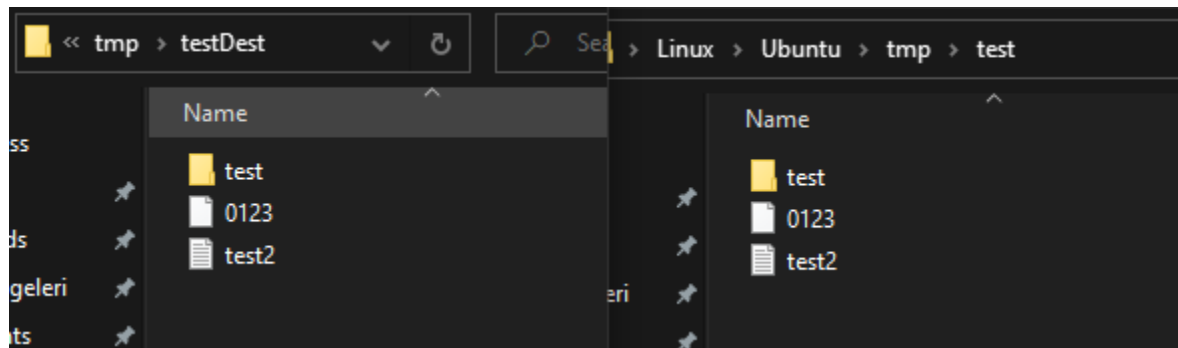 « tmp > testDest
Sea
> Linux > Ubuntu > tmp > test
Name
ss
test
0123
ds
test2
geleri
ts
Name
test
0123
test2
eri